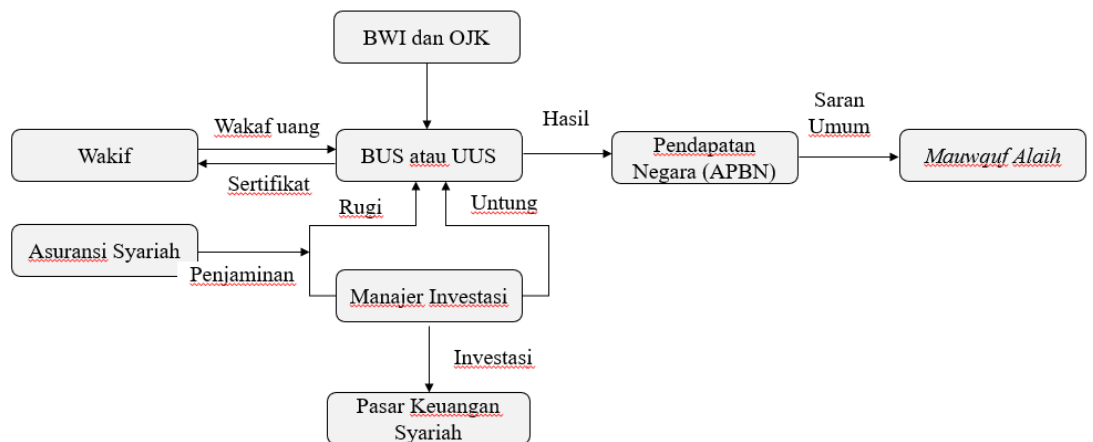 BWI dan OJK
Wakif
Wakaf uang
Sertifikat
BUS atau UUS
Hasil
Pendapatan
Negara (APBN)
Saran
Umum
Mauwquf Alaih
Rugi
Untung
Asuransi Syariah
Penjaminan
Manajer Investasi
Investasi
Pasar Keuangan
Syariah